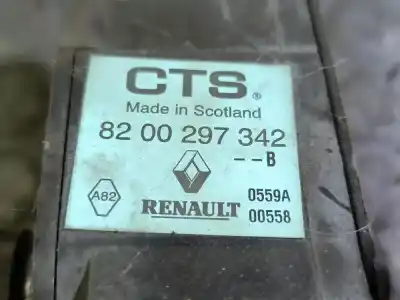 CTS®
Made in Scotland
82 00 297 342
--B
A82
RENAULT
0559A
00558